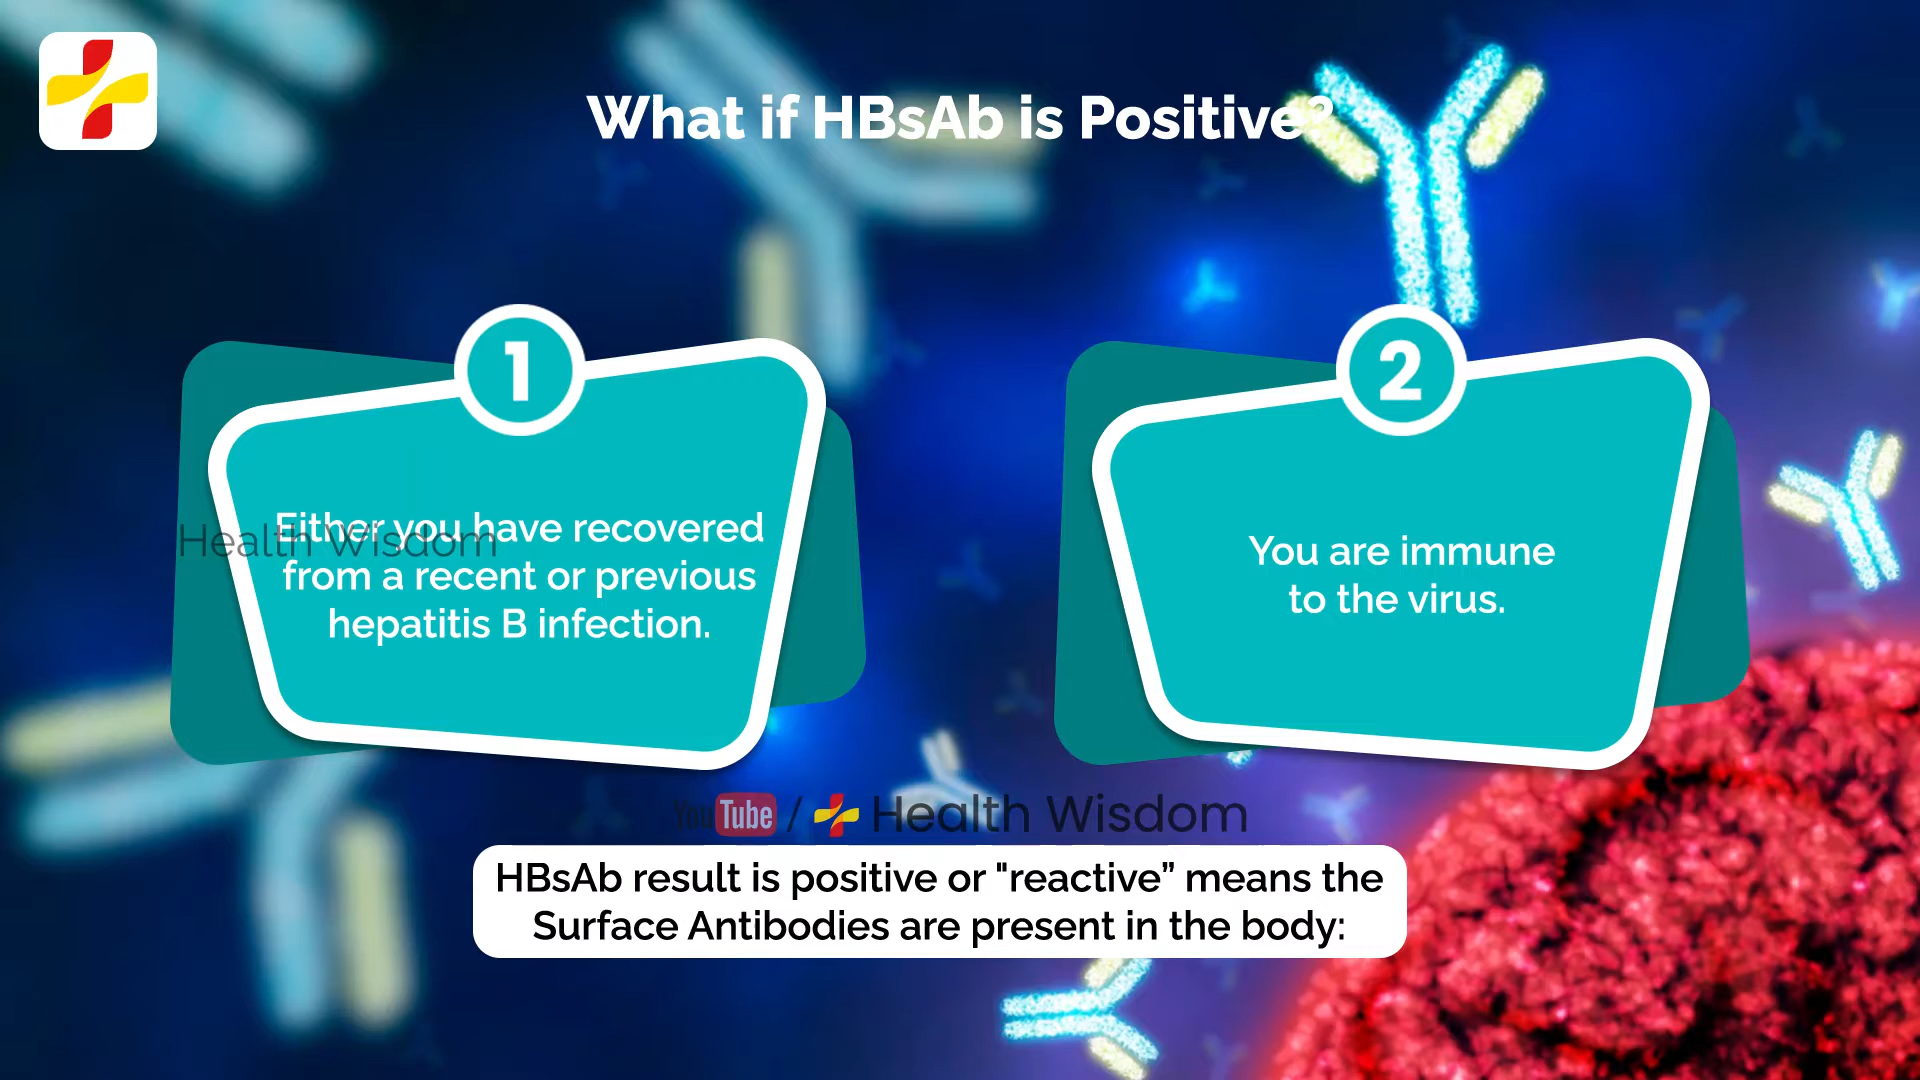 What if HBsAb is Positive?
1
Either you have recovered
from a recent or previous
hepatitis B infection.
Health Wisdom
2
You are immune
to the virus.
YouTube / Health Wisdom
HBsAb result is positive or "reactive” means the
Surface Antibodies are present in the body: